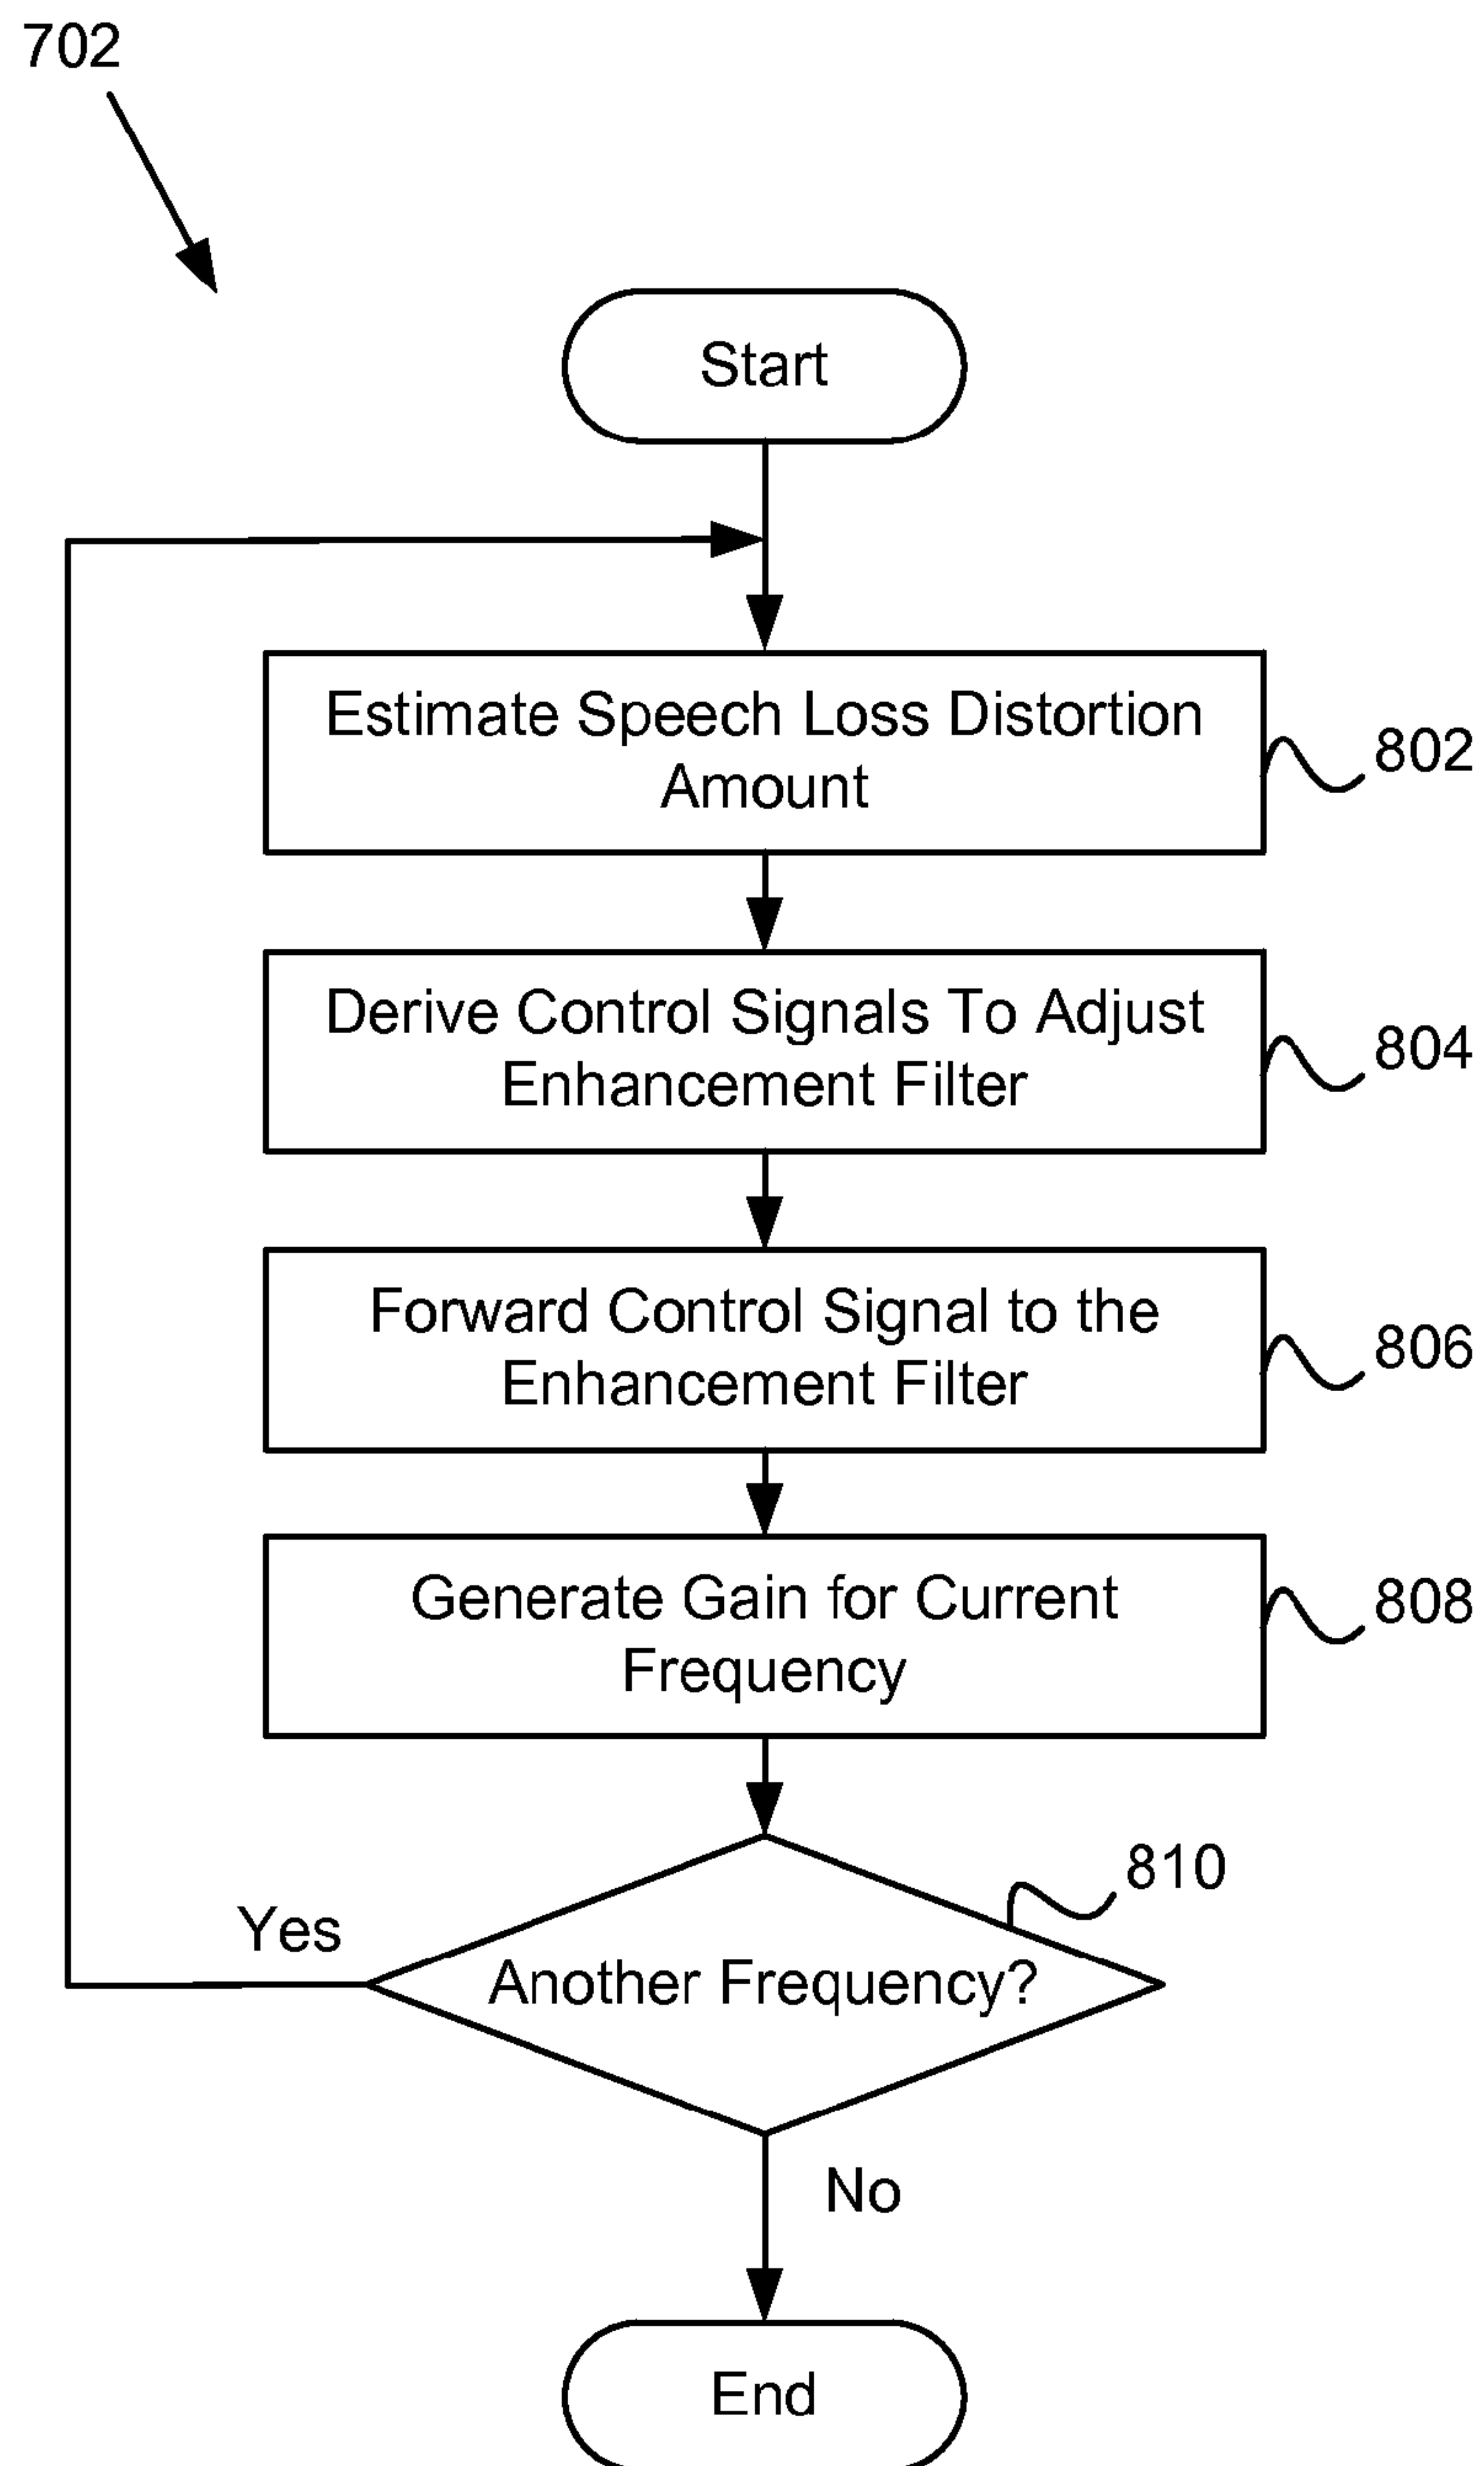 702
Start
Estimate Speech Loss Distortion
Amount
802
Derive Control Signals To Adjust
Enhancement Filter
804
Forward Control Signal to the
Enhancement Filter
806
Generate Gain for Current
Frequency
808
810
Yes
Another Frequency?
No
End